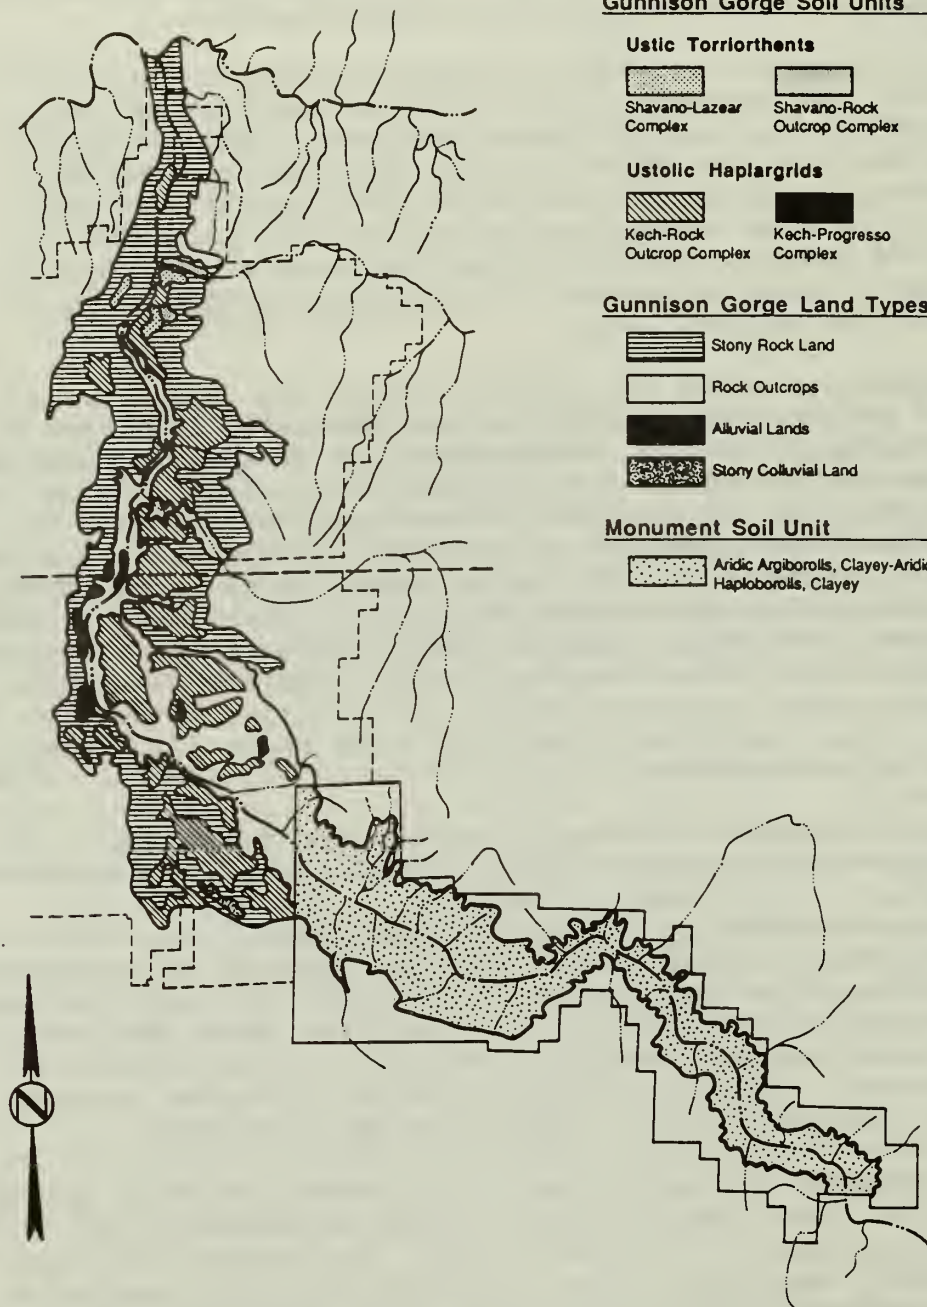 Gunnison Gorge Soil Units
Ustic Torriorthents
Shavano-Lazear
Complex
Shavano-Rock
Outcrop Complex
Ustolic Haplargrids
Kech-Rock
Outcrop Complex
Kech-Progresso
Complex
Gunnison Gorge Land Types
Stony Rock Land
Rock Outcrops
Alluvial Lands
Stony Colluvial Land
Monument Soil Unit
Aridic Argiborolls, Clayey-Aridic
Haploborolls, Clayey
N